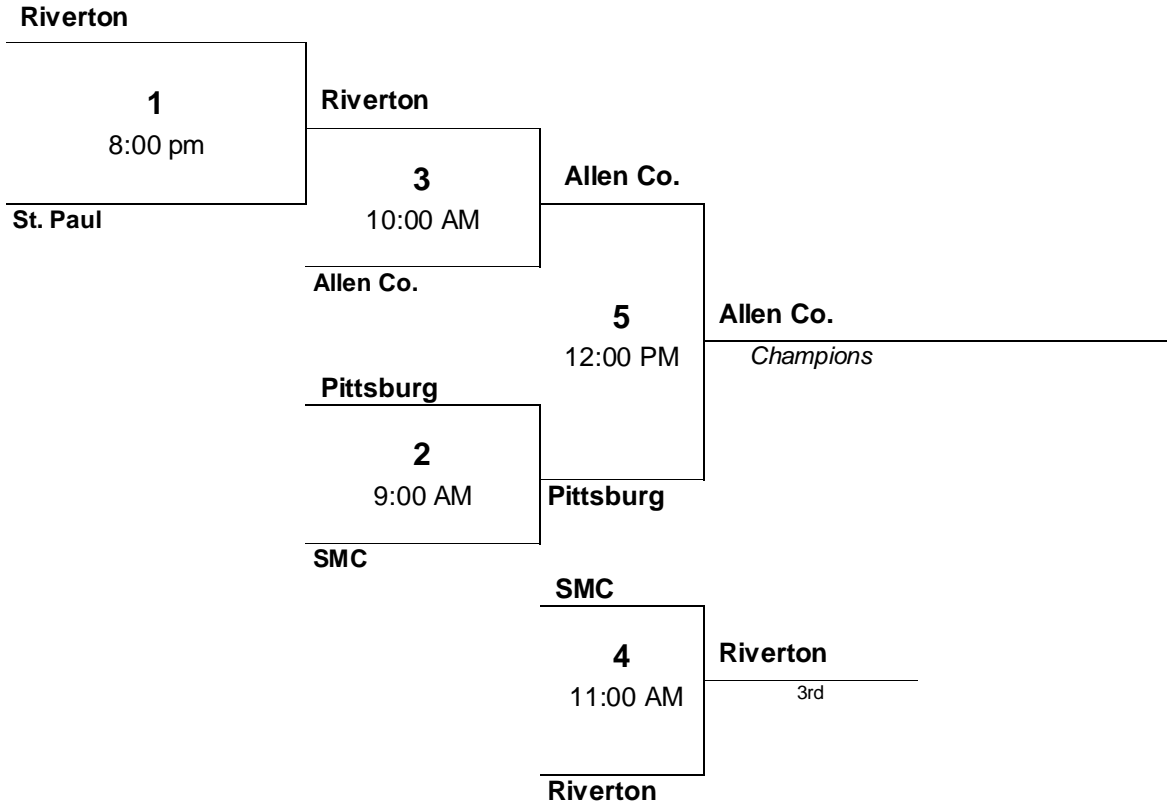 Riverton
1
8:00 pm
St. Paul
Riverton
3
10:00 AM
Allen Co.
Allen Co.
5
12:00 PM
Allen Co.
Champions
Pittsburg
2
9:00 AM
SMC
Pittsburg
SMC
4
11:00 AM
Riverton
Riverton
3rd